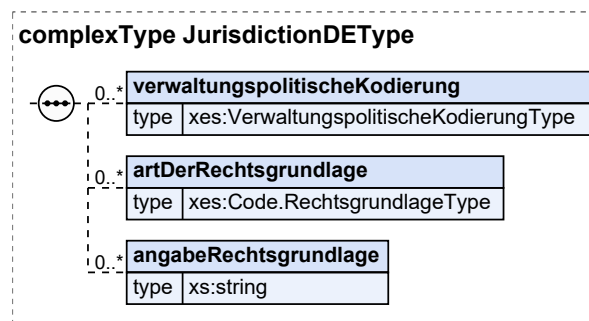 complexType JurisdictionDEType
0..* verwaltungspolitischeKodierung
type xes:VerwaltungspolitischeKodierungType
0..* artDerRechtsgrundlage
type xes:Code.RechtsgrundlageType
0..* angabeRechtsgrundlage
type xs:string